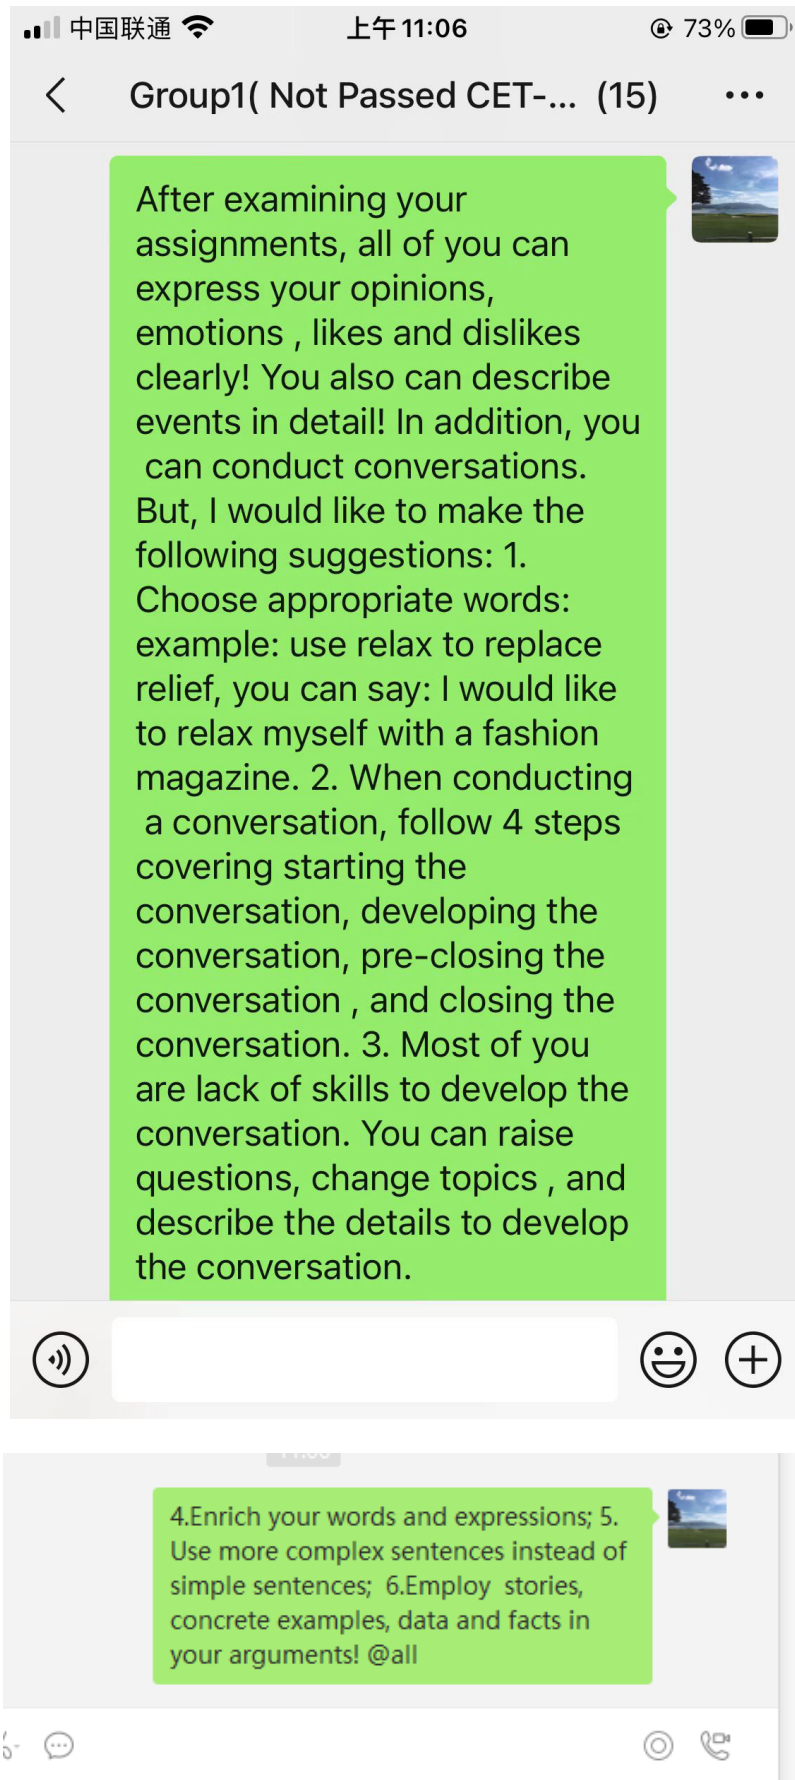 中国联通 上午11:06 73%
Group1( Not Passed CET-... (15)
After examining your
assignments, all of you can
express your opinions,
emotions , likes and dislikes
clearly! You also can describe
events in detail! In addition, you
can conduct conversations.
But, I would like to make the
following suggestions: 1.
Choose appropriate words:
example: use relax to replace
relief, you can say: I would like
to relax myself with a fashion
magazine. 2. When conducting
a conversation, follow 4 steps
covering starting the
conversation, developing the
conversation, pre-closing the
conversation , and closing the
conversation. 3. Most of you
are lack of skills to develop the
conversation. You can raise
questions, change topics , and
describe the details to develop
the conversation.
4.Enrich your words and expressions; 5.
Use more complex sentences instead of
simple sentences; 6.Employ stories,
concrete examples, data and facts in
your arguments! @all